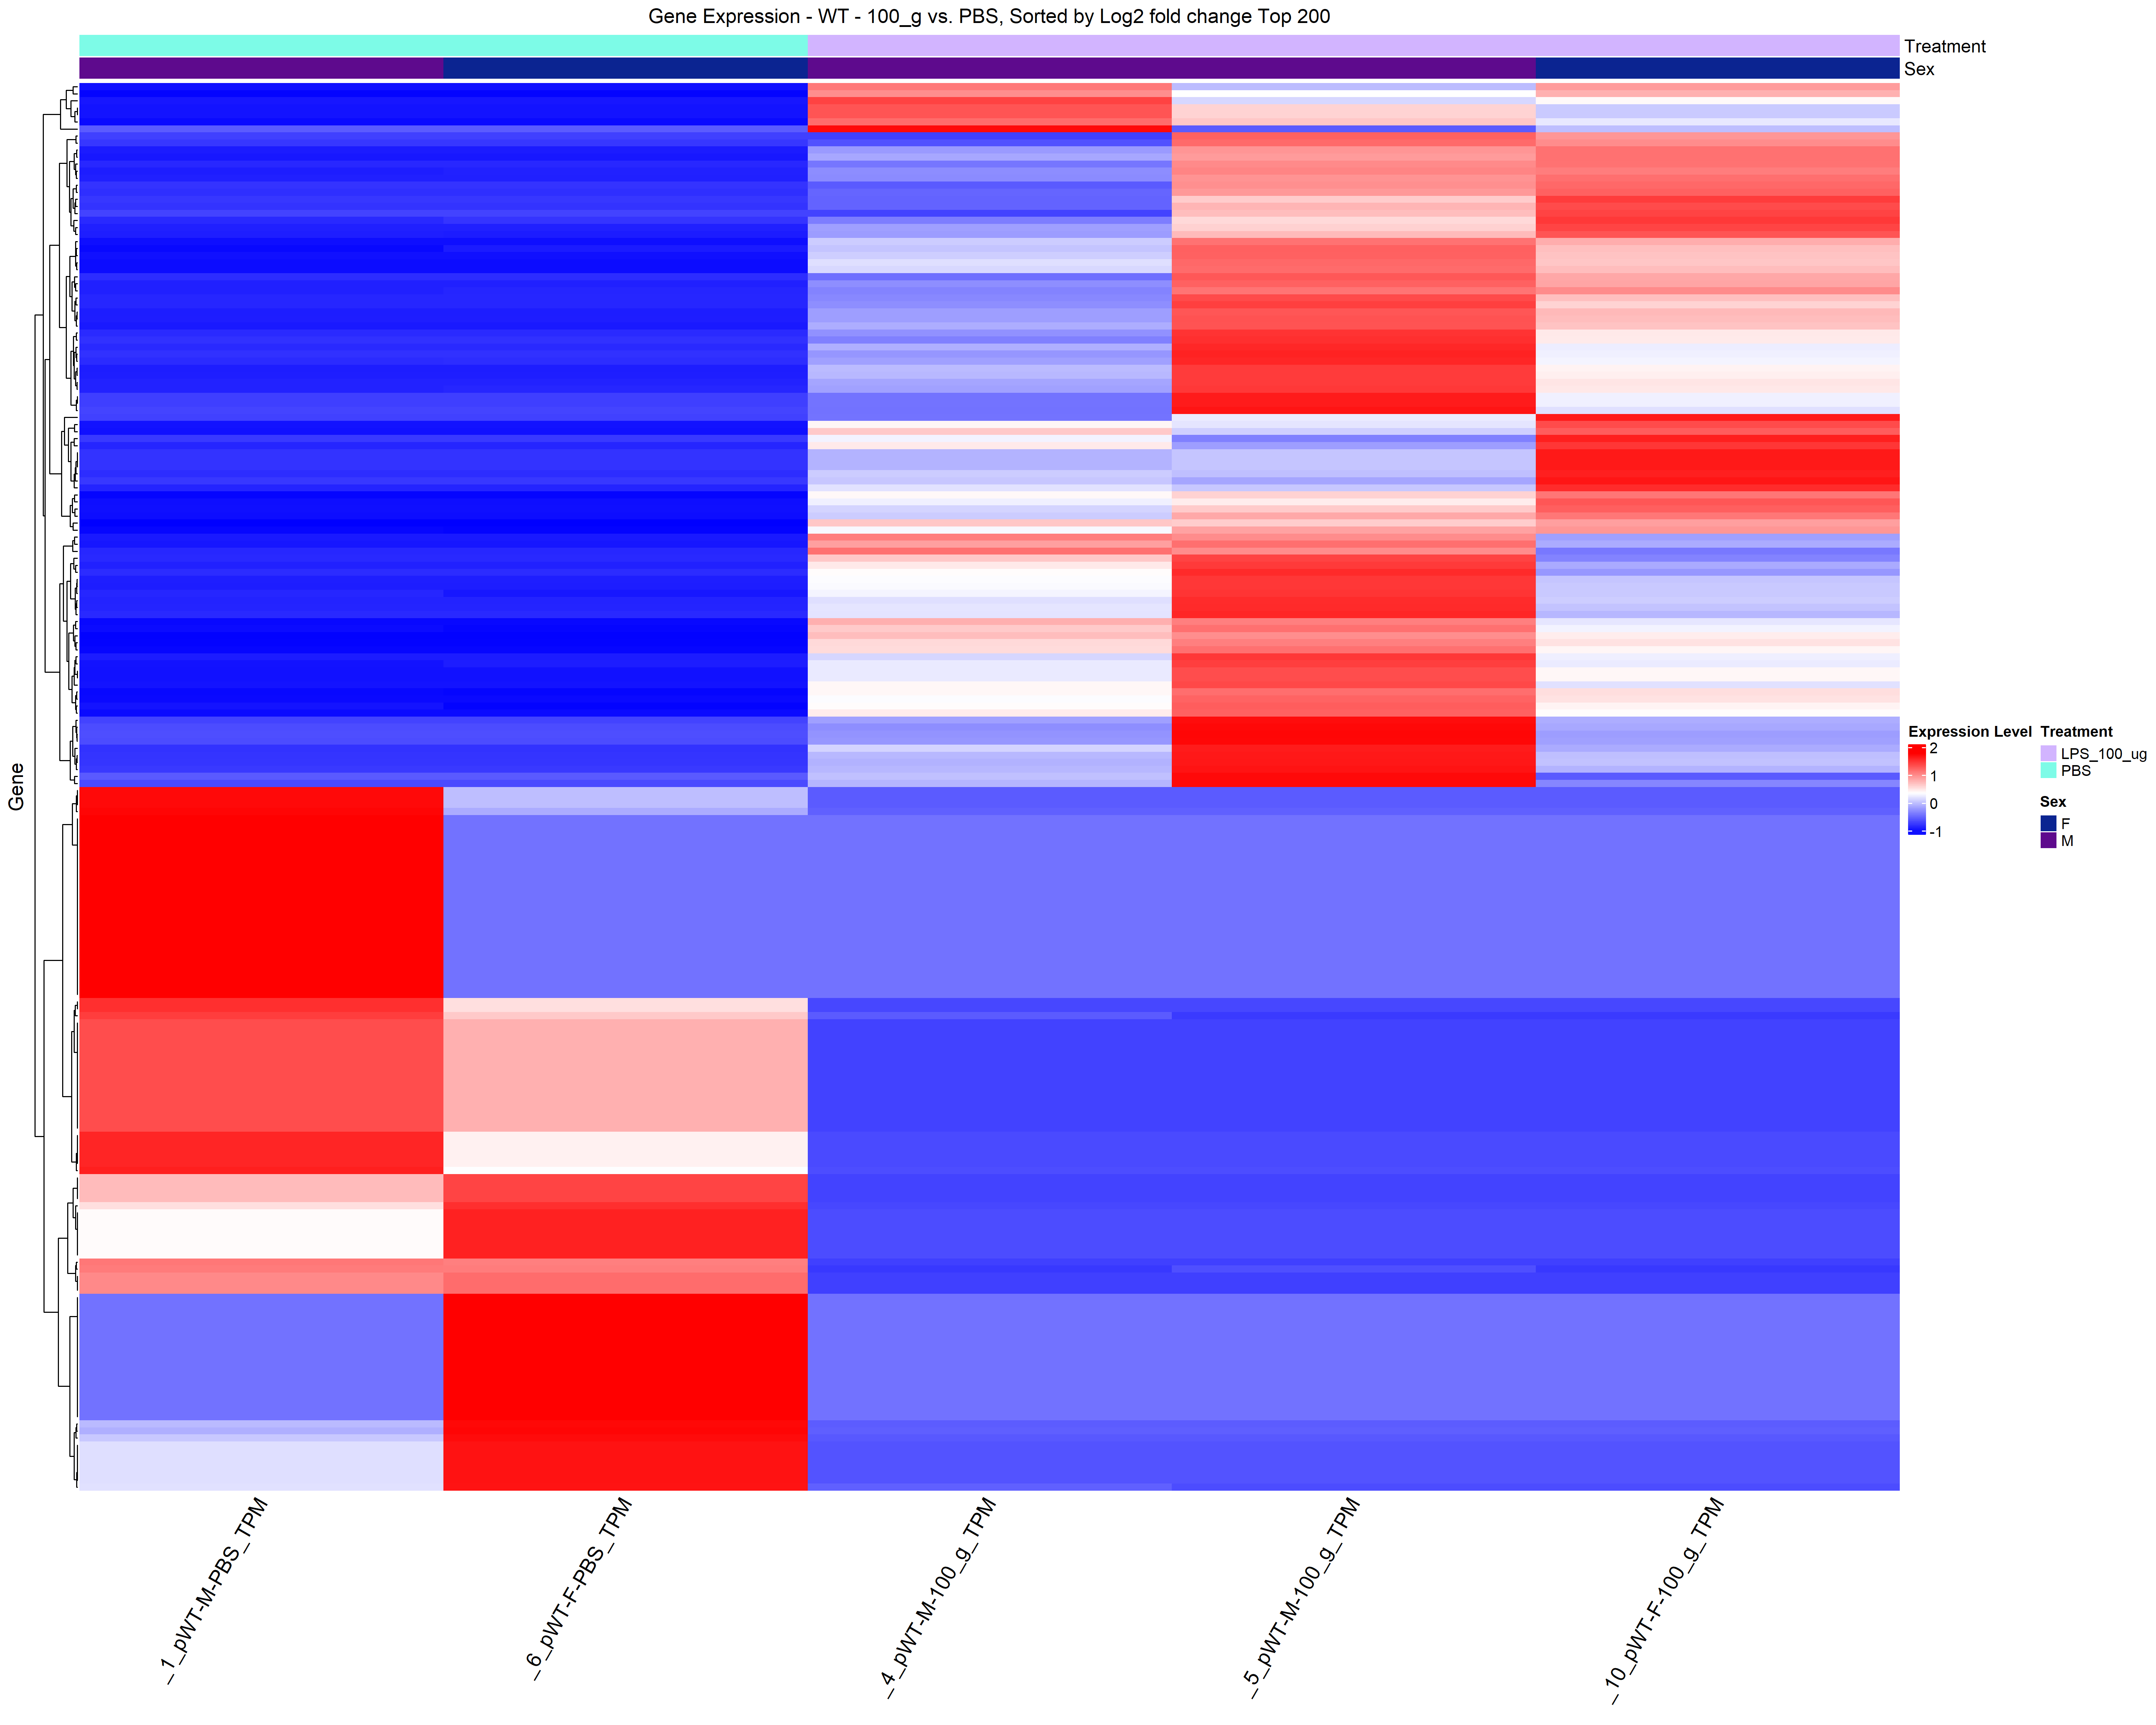 Gene Expression - WT - 100_g vs. PBS, Sorted by Log2 fold change Top 200
Treatment
Sex
Gene
Expression Level
2
1
0
-1
Treatment
LPS_100_ug
PBS
Sex
F
M
_1_pWT-M-PBS_TPM
_6_pWT-F-PBS_TPM
_4_pWT-M-100_g_TPM
_5_pWT-M-100_g_TPM
_10_pWT-F-100_g_TPM